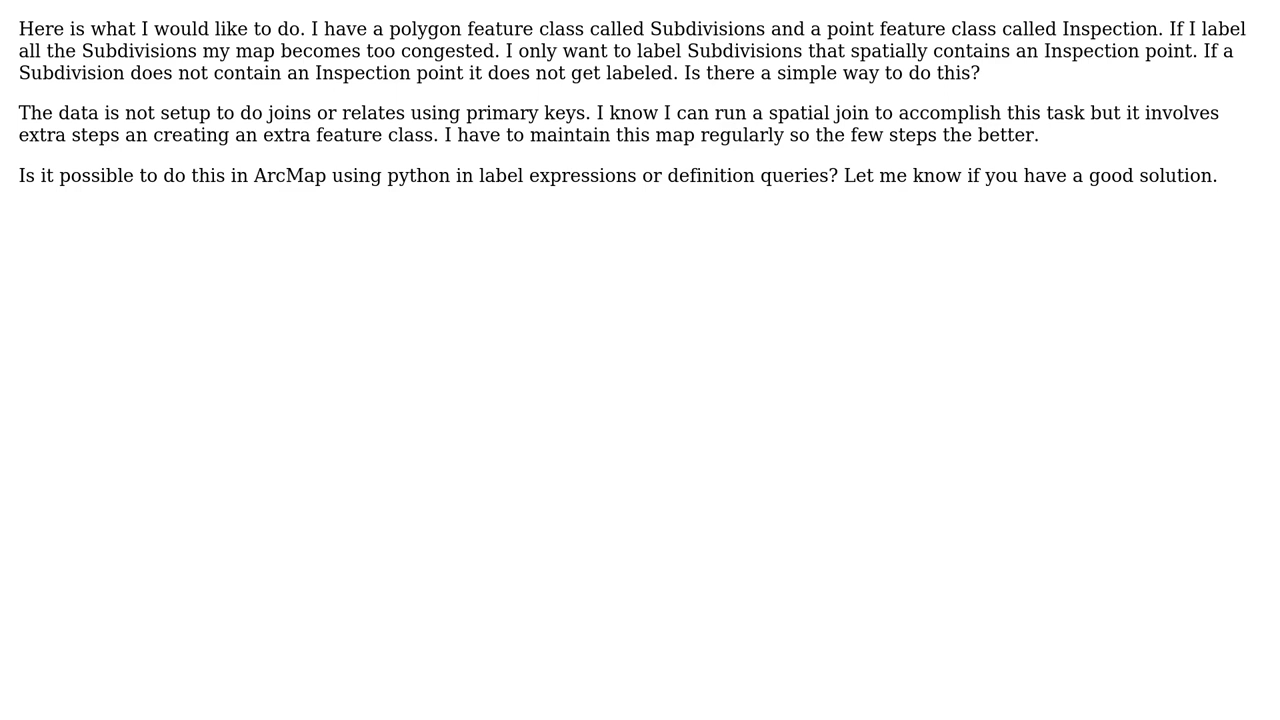 Here is what I would like to do. I have a polygon feature class called Subdivisions and a point feature class called Inspection. If I label
all the Subdivisions my map becomes too congested. I only want to label Subdivisions that spatially contains an Inspection point. If a
Subdivision does not contain an Inspection point it does not get labeled. Is there a simple way to do this?
The data is not setup to do joins or relates using primary keys. I know I can run a spatial join to accomplish this task but it involves
extra steps an creating an extra feature class. I have to maintain this map regularly so the few steps the better.
Is it possible to do this in ArcMap using python in label expressions or definition queries? Let me know if you have a good solution.